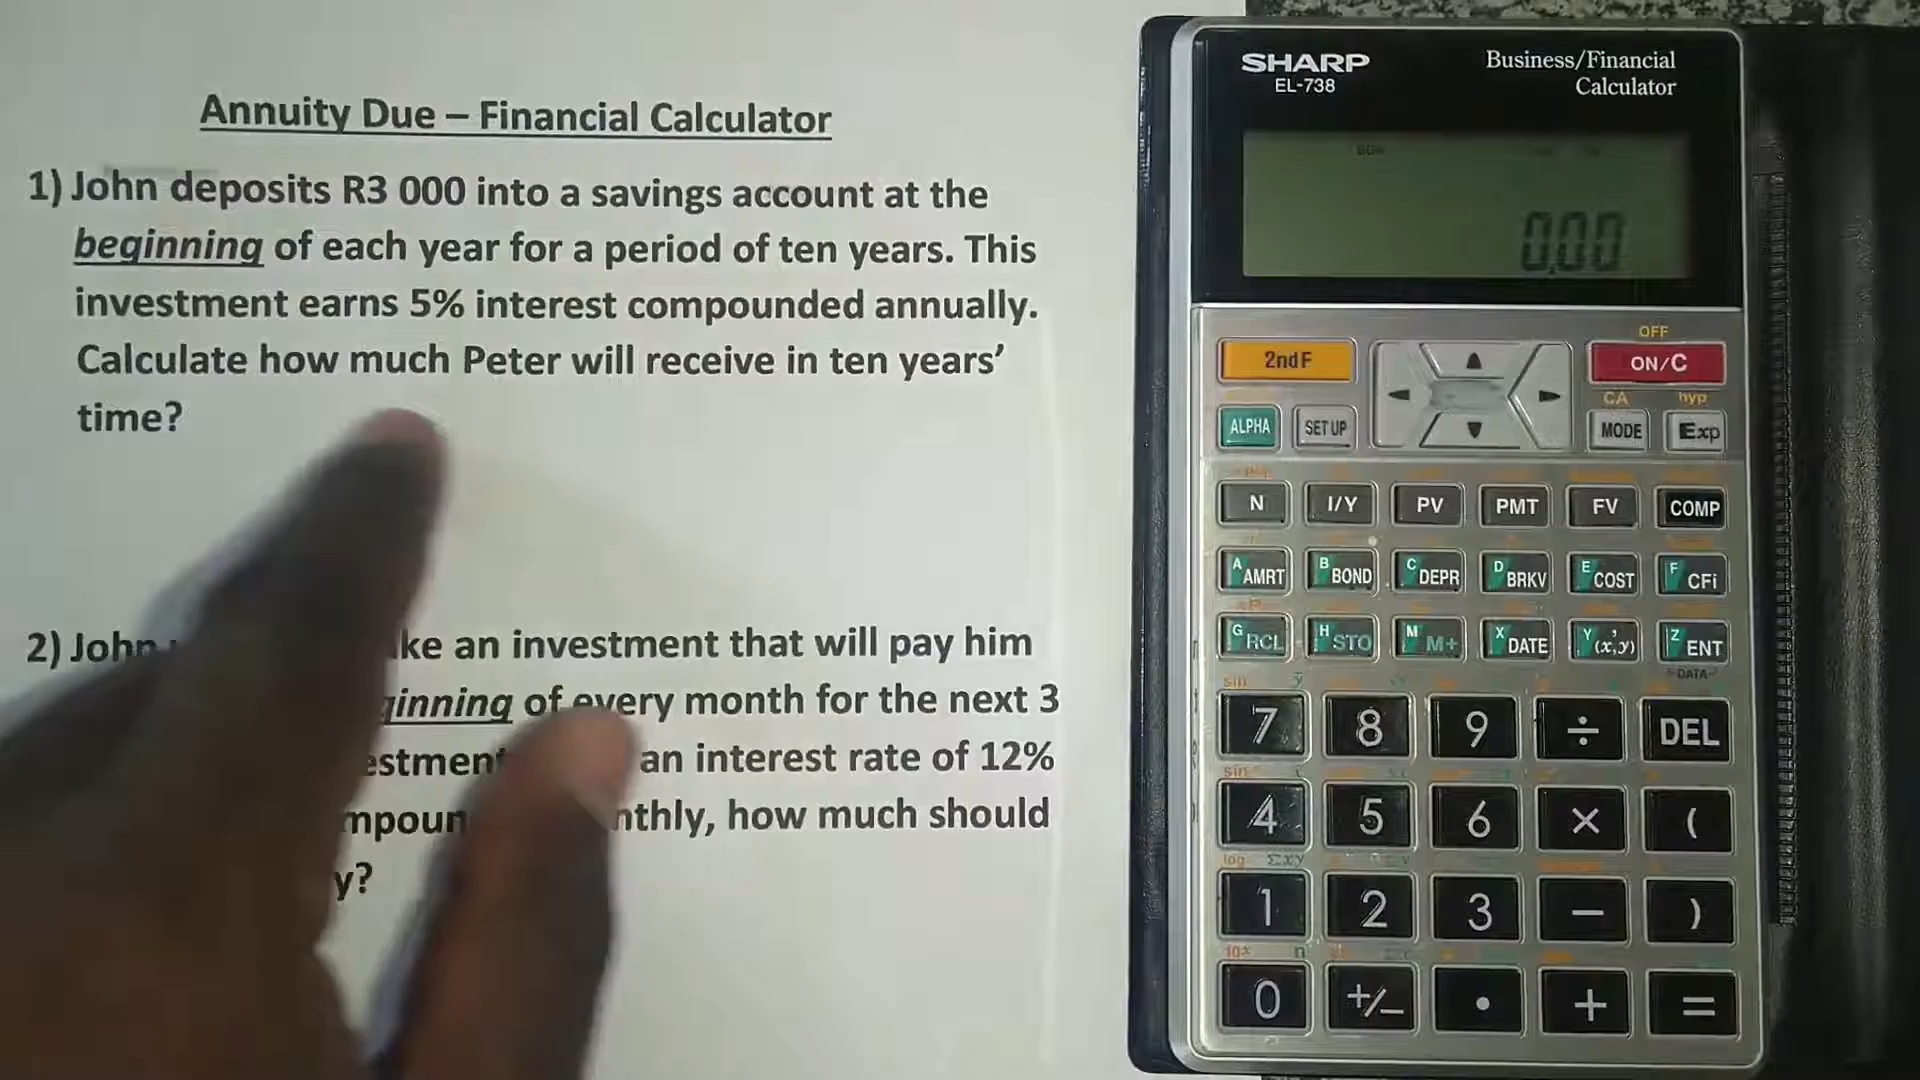 Annuity Due – Financial Calculator
1) John deposits R3 000 into a savings account at the
beginning of each year for a period of ten years. This
investment earns 5% interest compounded annually.
Calculate how much Peter will receive in ten years’
time?
2) John ke an investment that will pay him
ginning of every month for the next 3
estment an interest rate of 12%
mpoun nthly, how much should
y?
SHARP
EL-738
Business/Financial
Calculator
0.00
OFF
2ndF ON/C
CA hyp
ALPHA SET UP MODE Exp
N I/Y PV PMT FV COMP
A AMRT B BOND C DEPR D BRKV E COST F CFi
G RCL H STO M M+ X DATE Y (x,y) Z ENT
DATA
sin
7 8 9 ÷ DEL
sin
4 5 6 × (
log Σxy
1 2 3 − )
10x n
0 +/− • + =